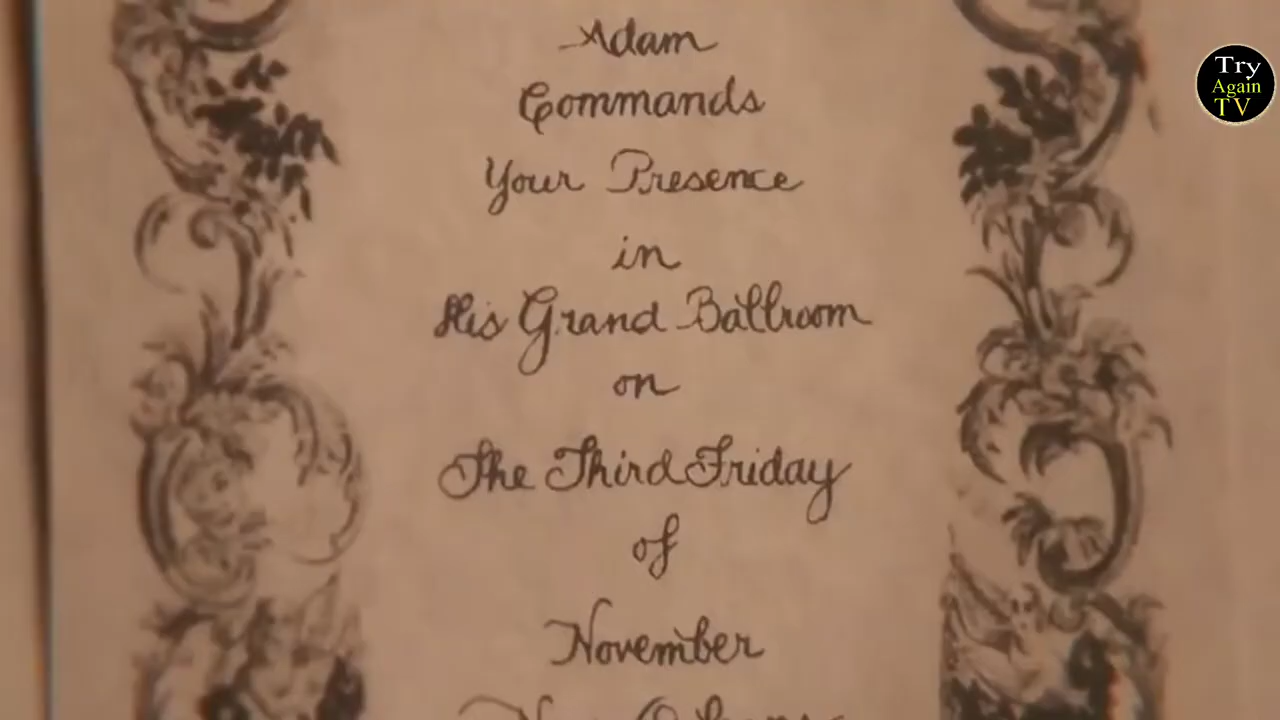 Adam
Commands
Your Presence
in
His Grand Ballroom
on
The Third Friday
of
November
Try
Again
TV